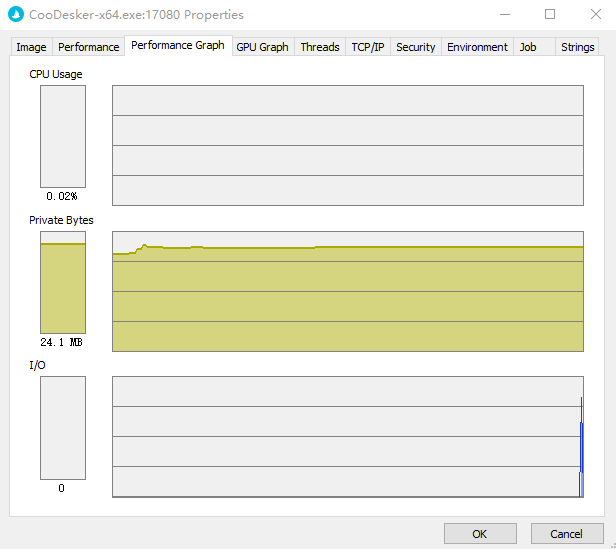 CooDesker-x64.exe:17080 Properties
Image Performance Performance Graph GPU Graph Threads TCP/IP Security Environment Job Strings
CPU Usage
0.02%
Private Bytes
24.1 MB
I/O
0
OK Cancel